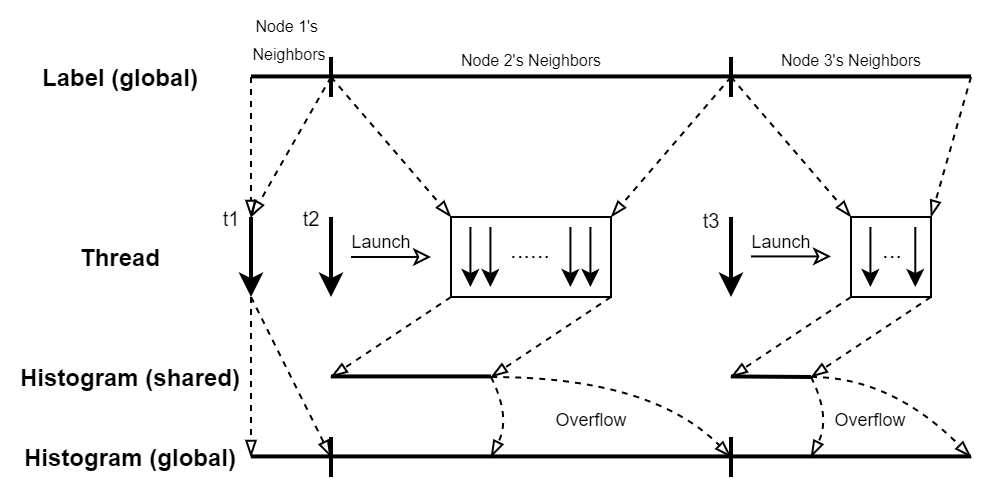 Node 1's
Neighbors
Node 2's Neighbors
Node 3's Neighbors
Label (global)
t1
t2
t3
Launch
Launch
Thread
......
...
Histogram (shared)
Overflow
Overflow
Histogram (global)